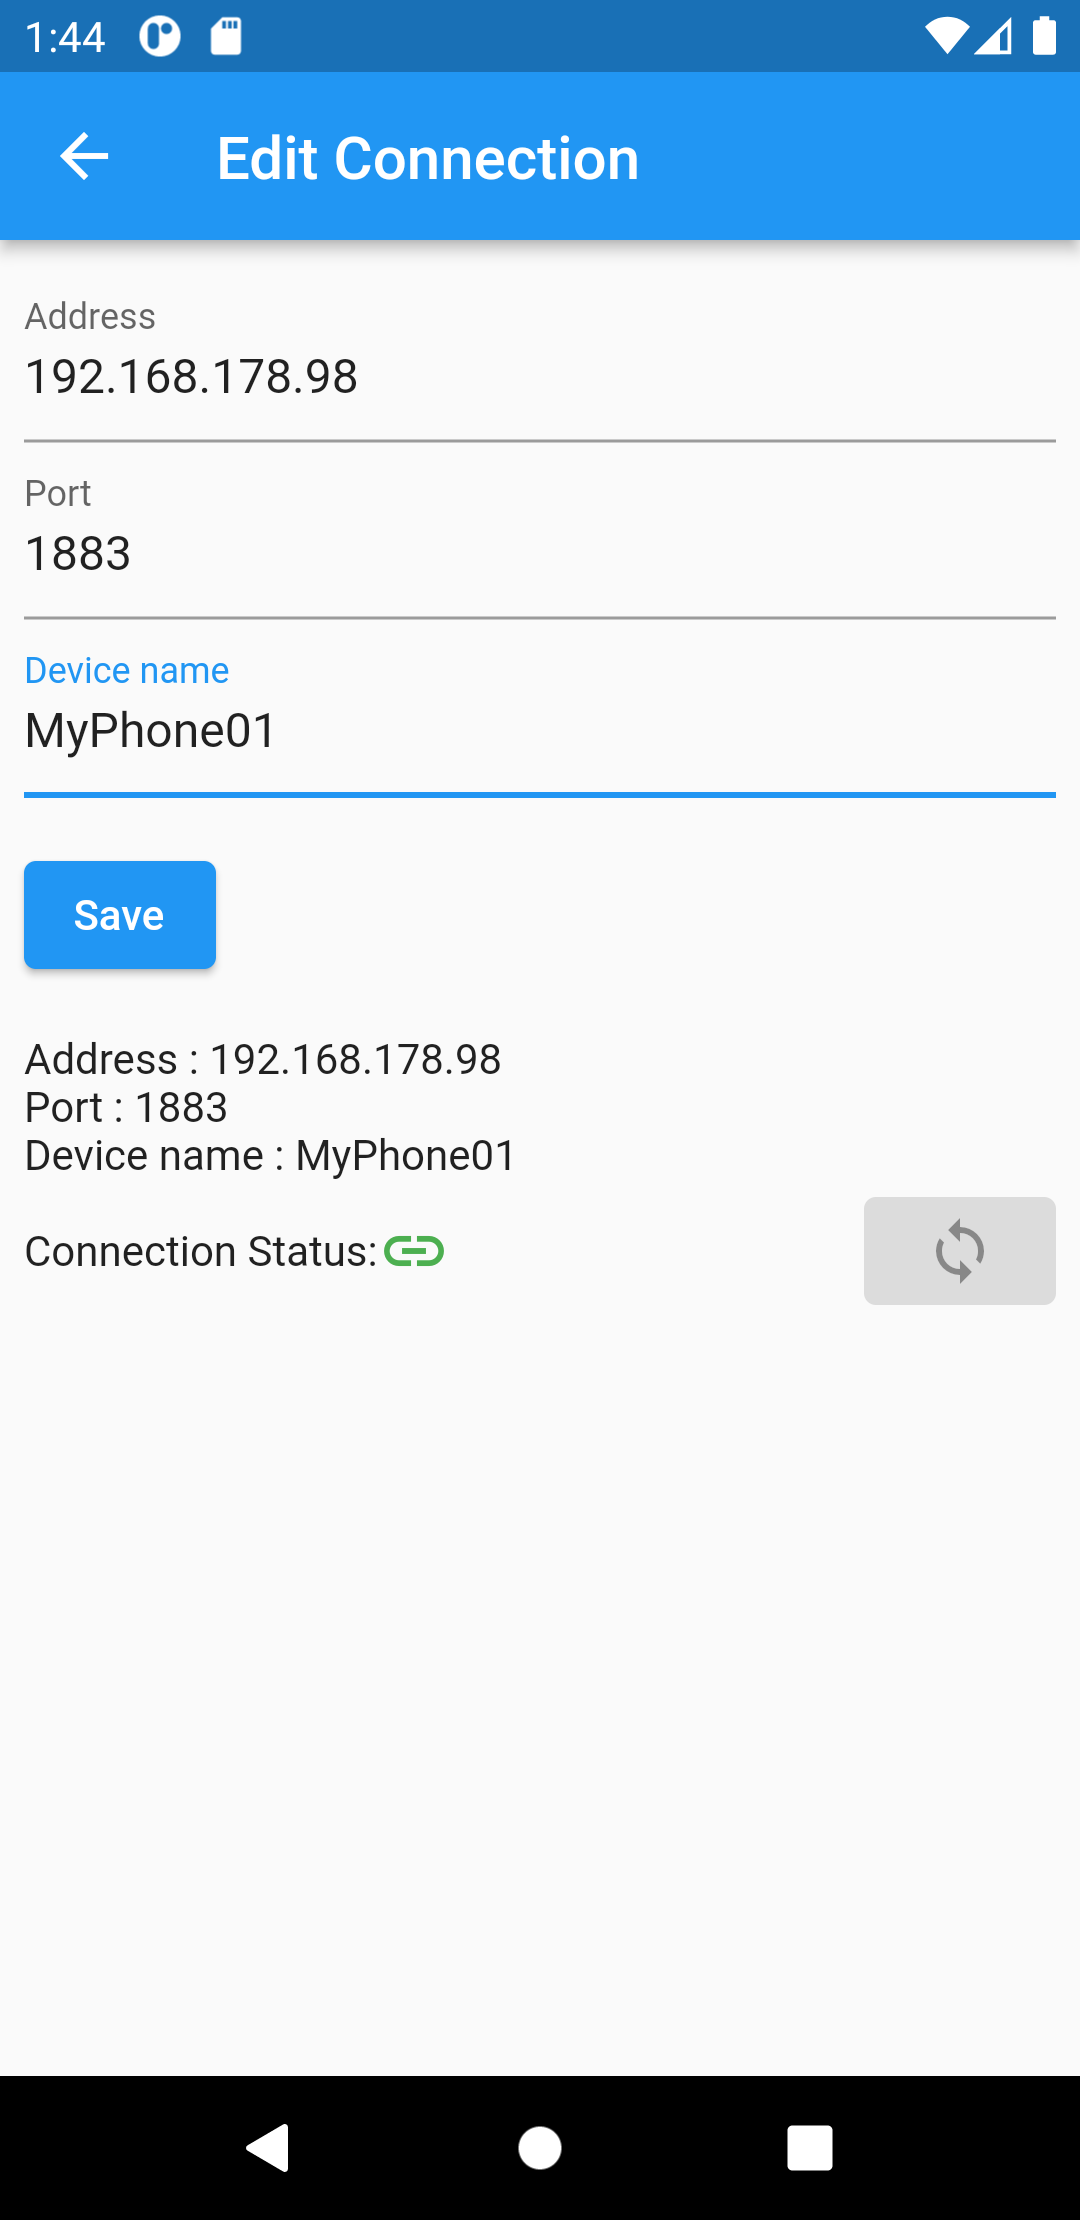 1:44
Edit Connection
Address
192.168.178.98
Port
1883
Device name
MyPhone01
Save
Address : 192.168.178.98
Port : 1883
Device name : MyPhone01
Connection Status: